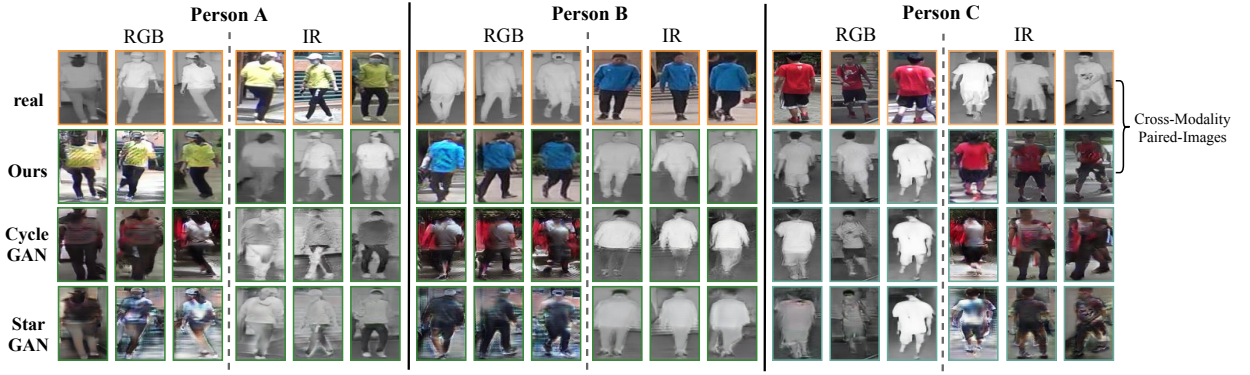 Person A
Person B
Person C
RGB
IR
RGB
IR
RGB
IR
real
Ours
Cycle
GAN
Star
GAN
Cross-Modality
Paired-Images